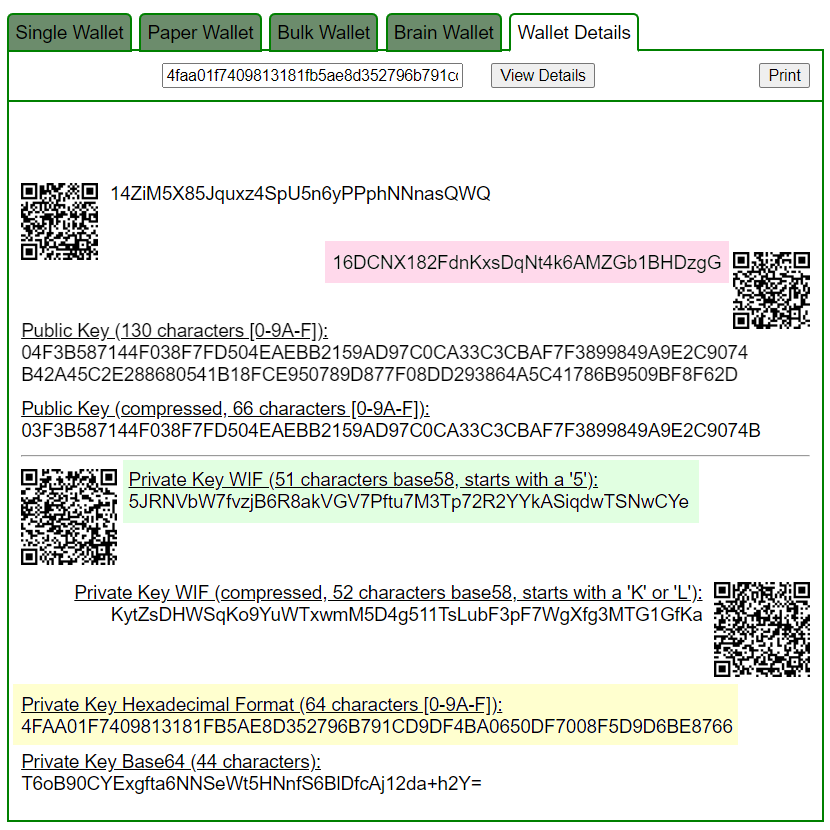 Single Wallet
Paper Wallet
Bulk Wallet
Brain Wallet
Wallet Details
4faa01f7409813181fb5ae8d352796b791c
View Details
Print
14ZiM5X85Jquxz4SpU5n6yPPphNNnasQWQ
16DCNX182FdnKxsDqNt4k6AMZGb1BHDzgG
Public Key (130 characters [0-9A-F]):
04F3B587144F038F7FD504EAEBB2159AD97C0CA33C3CBAF7F3899849A9E2C9074
B42A45C2E288680541B18FCE950789D877F08DD293864A5C41786B9509BF8F62D
Public Key (compressed, 66 characters [0-9A-F]):
03F3B587144F038F7FD504EAEBB2159AD97C0CA33C3CBAF7F3899849A9E2C9074B
Private Key WIF (51 characters base58, starts with a '5'):
5JRNVbW7fvzjB6R8akVGV7Pftu7M3Tp72R2YYkASiqdwTSNwCYe
Private Key WIF (compressed, 52 characters base58, starts with a 'K' or 'L'):
KytZsDHWSqKo9YuWTxwmM5D4g511TsLubF3pF7WgXfg3MTG1GfKa
Private Key Hexadecimal Format (64 characters [0-9A-F]):
4FAA01F7409813181FB5AE8D352796B791CD9DF4BA0650DF7008F5D9D6BE8766
Private Key Base64 (44 characters):
T6oB90CYExgfta6NNSeWt5HNnfS6BlDfcAj12da+h2Y=